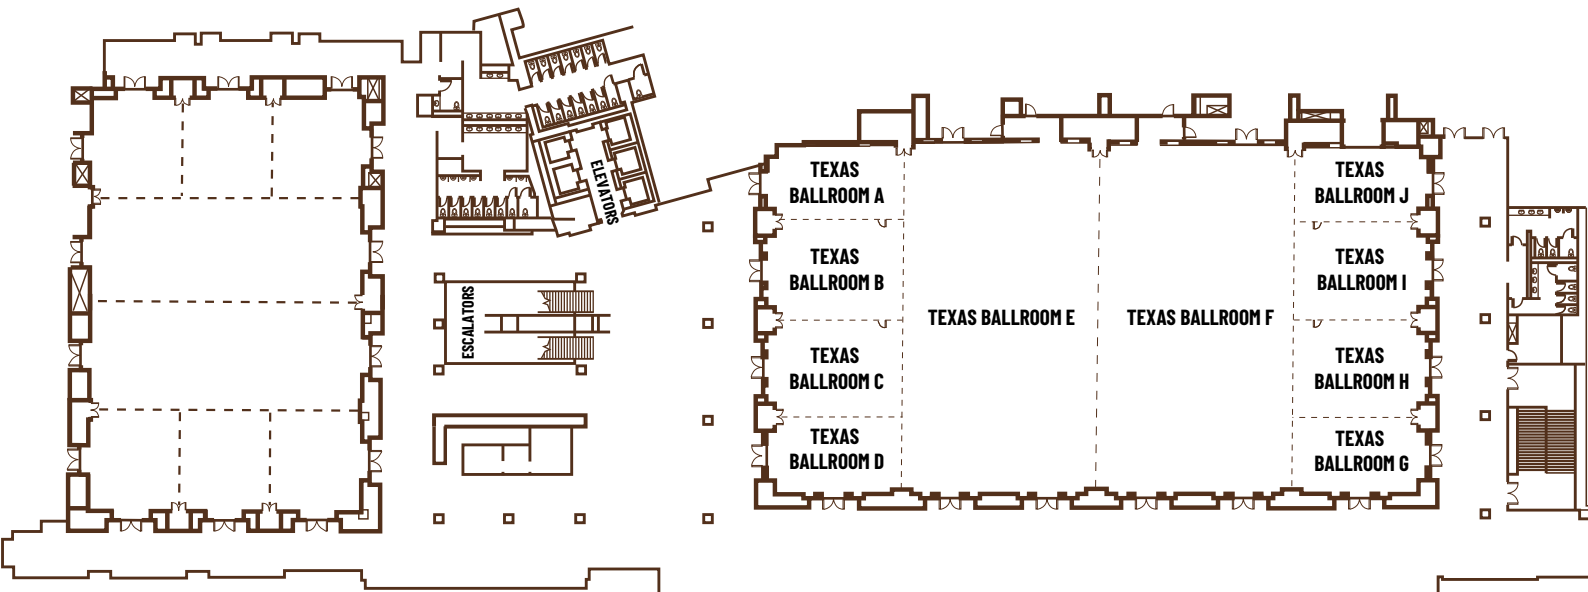 ELEVATORS
ESCALATORS
TEXAS
BALLROOM A
TEXAS
BALLROOM B
TEXAS
BALLROOM C
TEXAS
BALLROOM D
TEXAS BALLROOM E
TEXAS BALLROOM F
TEXAS
BALLROOM J
TEXAS
BALLROOM I
TEXAS
BALLROOM H
TEXAS
BALLROOM G